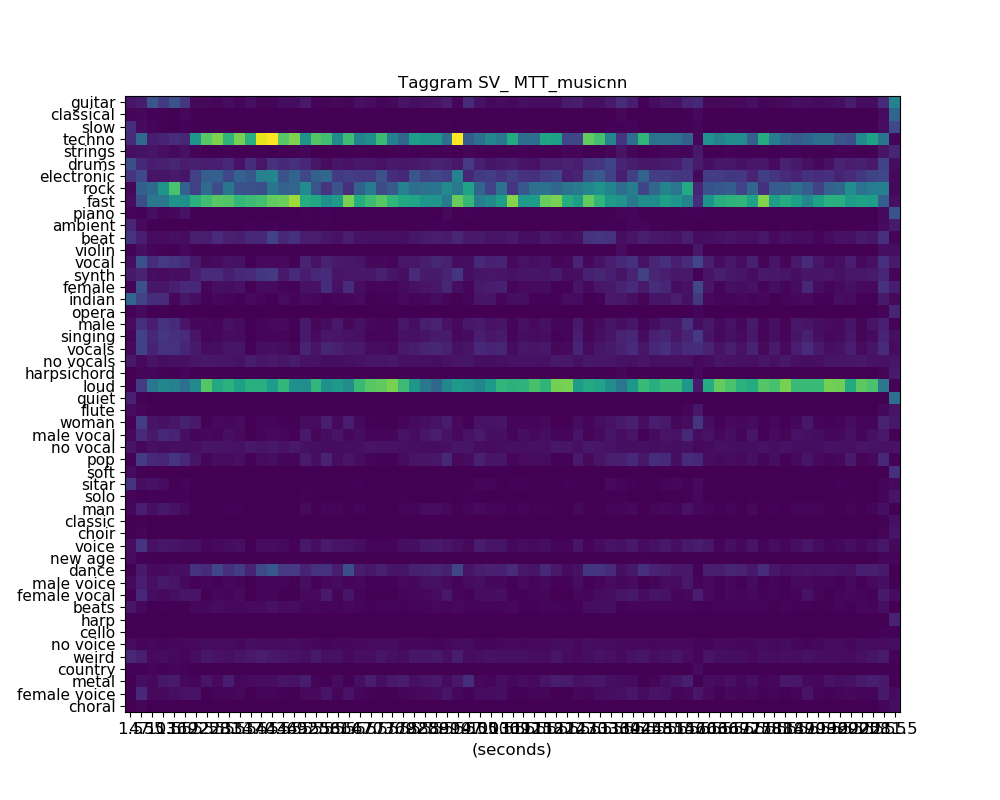 Taggram SV_ MTT_musicnn
guitar
classical
slow
techno
strings
drums
electronic
rock
fast
piano
ambient
beat
violin
vocal
synth
female
indian
opera
male
singing
vocals
no vocals
harpsichord
loud
quiet
flute
woman
male vocal
no vocal
pop
soft
sitar
solo
man
classic
choir
voice
new age
dance
male voice
female vocal
beats
harp
cello
no voice
weird
country
metal
female voice
choral
(seconds)